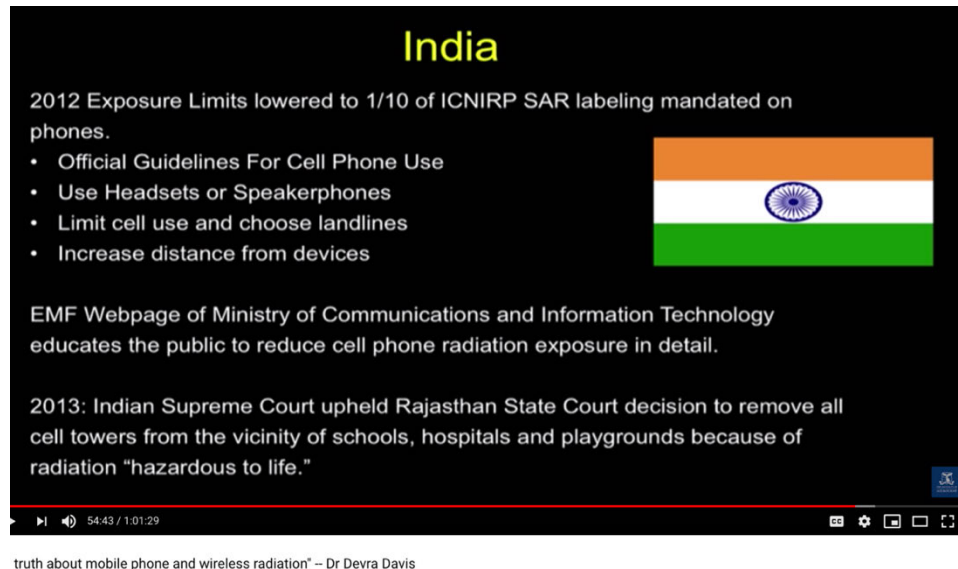 India
2012 Exposure Limits lowered to 1/10 of ICNIRP SAR labeling mandated on
phones.
• Official Guidelines For Cell Phone Use
• Use Headsets or Speakerphones
• Limit cell use and choose landlines
• Increase distance from devices
EMF Webpage of Ministry of Communications and Information Technology
educates the public to reduce cell phone radiation exposure in detail.
2013: Indian Supreme Court upheld Rajasthan State Court decision to remove all
cell towers from the vicinity of schools, hospitals and playgrounds because of
radiation “hazardous to life.”
54:43 / 1:01:29
CC
truth about mobile phone and wireless radiation" -- Dr Devra Davis